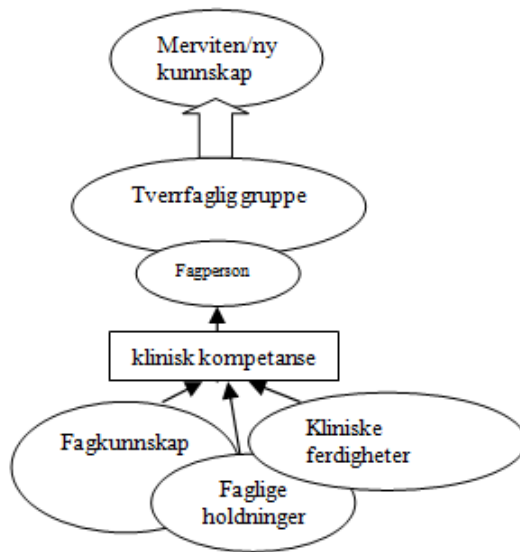 Merviten/ny
kunnskap
Tverrfaglig gruppe
Fagperson
klinisk kompetanse
Fagkunnskap
Kliniske
ferdigheter
Faglige
holdninger